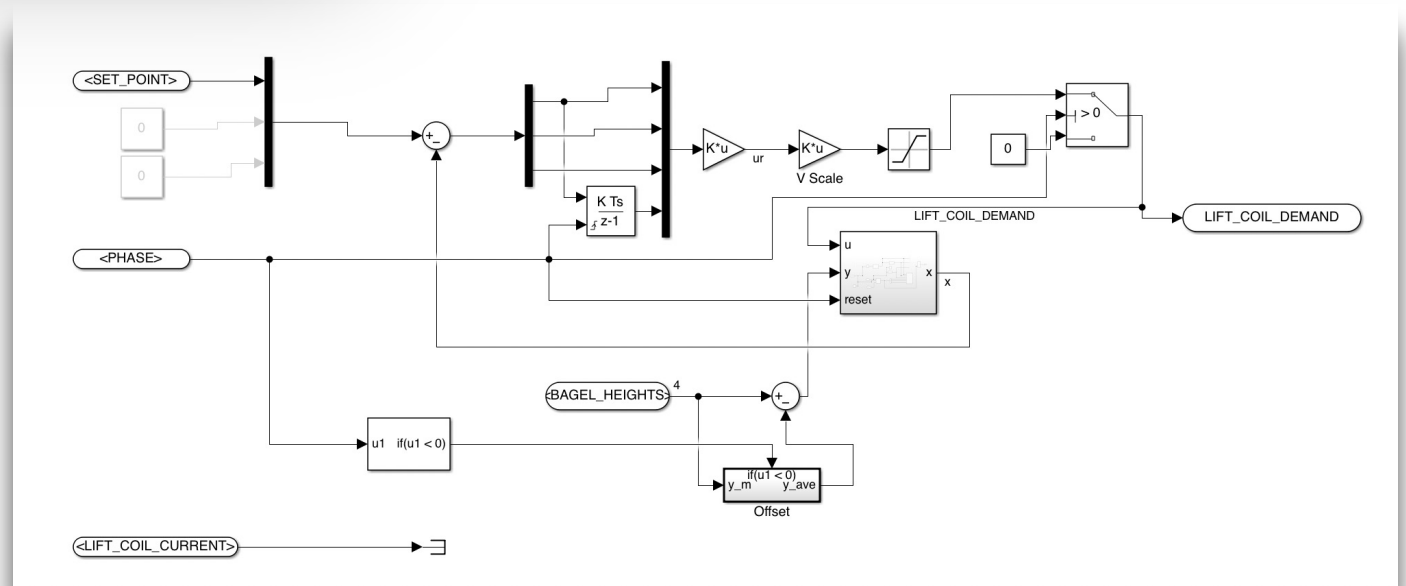 <SET_POINT>
0
0
+
-
K Ts
z-1
K*u
ur
K*u
V Scale
> 0
0
LIFT_COIL_DEMAND
LIFT_COIL_DEMAND
<PHASE>
u
y
reset
x
x
<BAGEL_HEIGHTS>
4
+
-
u1 if(u1 < 0)
if(u1 < 0)
y_m y_ave
Offset
<LIFT_COIL_CURRENT>